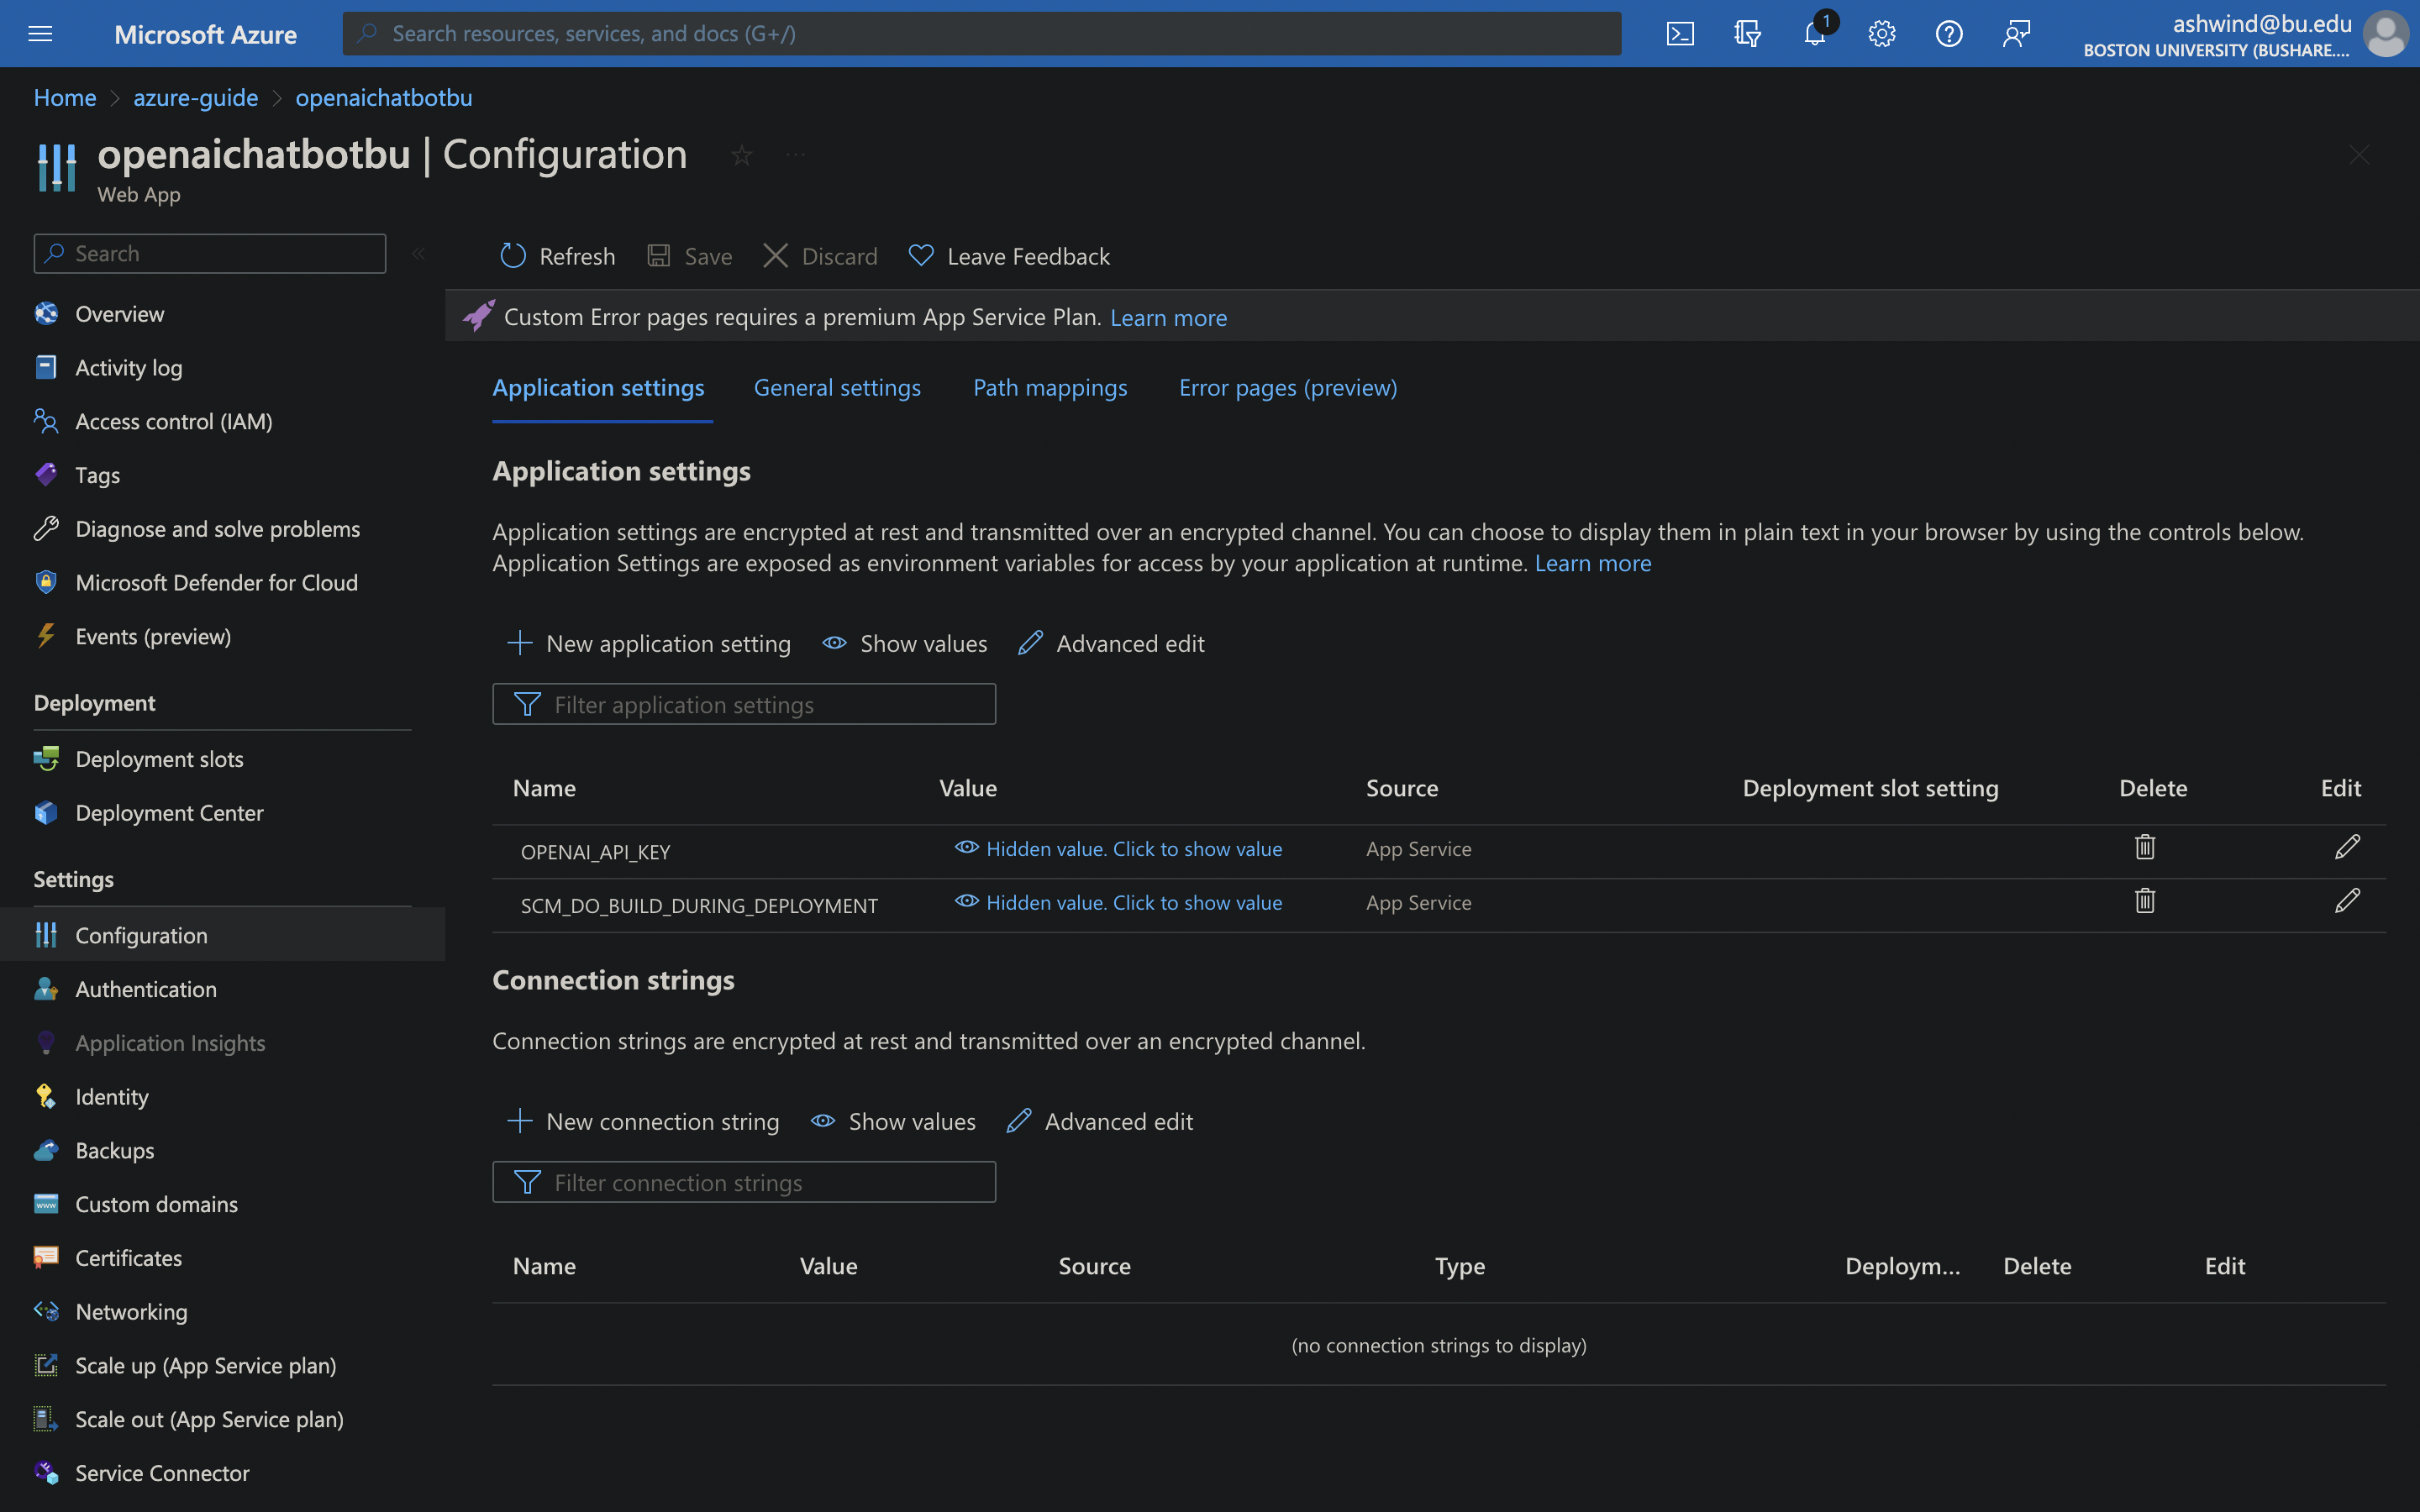 Microsoft Azure
Search resources, services, and docs (G+/)
1
ashwind@bu.edu
BOSTON UNIVERSITY (BUSHARE....
Home > azure-guide > openaichatbotbu
openaichatbotbu | Configuration
Web App
Search
Overview
Activity log
Access control (IAM)
Tags
Diagnose and solve problems
Microsoft Defender for Cloud
Events (preview)
Deployment
Deployment slots
Deployment Center
Settings
Configuration
Authentication
Application Insights
Identity
Backups
Custom domains
Certificates
Networking
Scale up (App Service plan)
Scale out (App Service plan)
Service Connector
Refresh Save Discard Leave Feedback
Custom Error pages requires a premium App Service Plan. Learn more
Application settings General settings Path mappings Error pages (preview)
Application settings
Application settings are encrypted at rest and transmitted over an encrypted channel. You can choose to display them in plain text in your browser by using the controls below.
Application Settings are exposed as environment variables for access by your application at runtime. Learn more
New application setting Show values Advanced edit
Filter application settings
Name Value Source Deployment slot setting Delete Edit
OPENAI_API_KEY Hidden value. Click to show value App Service
SCM_DO_BUILD_DURING_DEPLOYMENT Hidden value. Click to show value App Service
Connection strings
Connection strings are encrypted at rest and transmitted over an encrypted channel.
New connection string Show values Advanced edit
Filter connection strings
Name Value Source Type Deploym... Delete Edit
(no connection strings to display)